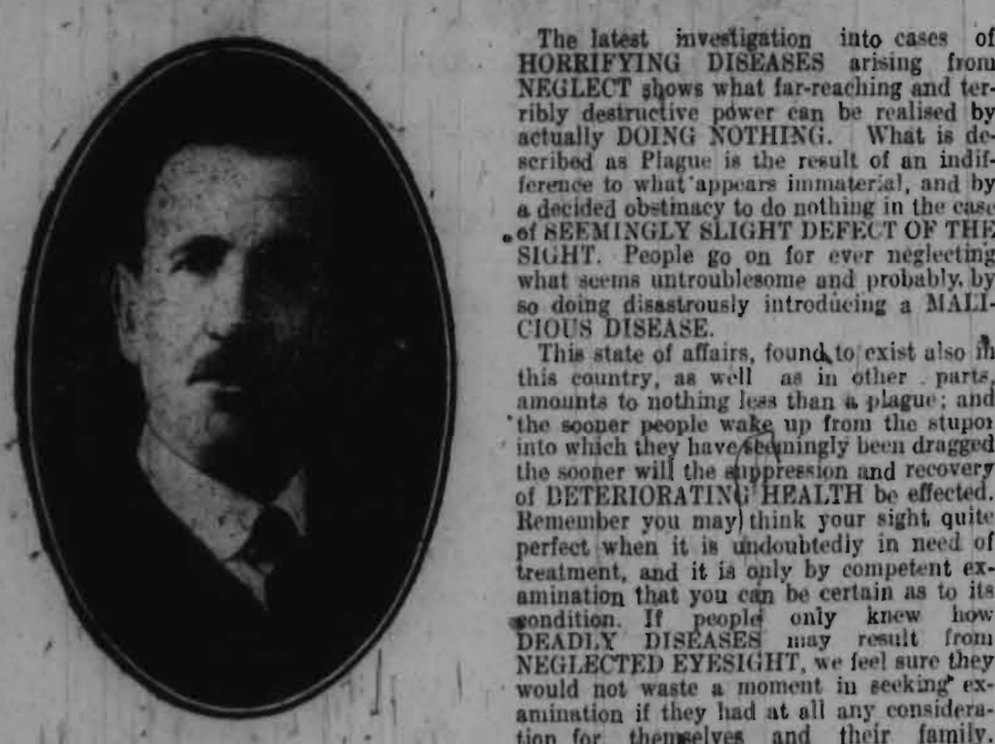 The latest investigation into cases of
HORRIFYING DISEASES arising from
NEGLECT shows what far-reaching and ter-
ribly destructive power can be realised by
actually DOING NOTHING. What is de-
scribed as Plague is the result of an indif-
ference to what appears immaterial, and by
a decided obstinacy to do nothing in the case
of SEEMINGLY SLIGHT DEFECT OF THE
SIGHT. People go on for ever neglecting
what seems untroublesome and probably, by
so doing disastrously introducing a MALI-
CIOUS DISEASE.
This state of affairs, found to exist also in
this country, as well as in other parts,
amounts to nothing less than a plague; and
the sooner people wake up from the stupor
into which they have seemingly been dragged
the sooner will the suppression and recovery
of DETERIORATING HEALTH be effected.
Remember you may think your sight quite
perfect when it is undoubtedly in need of
treatment, and it is only by competent ex-
amination that you can be certain as to its
condition. If people only knew how
DEADLY DISEASES may result from
NEGLECTED EYESIGHT, we feel sure they
would not waste a moment in seeking ex-
amination if they had at all any considera-
tion for themselves and their family.